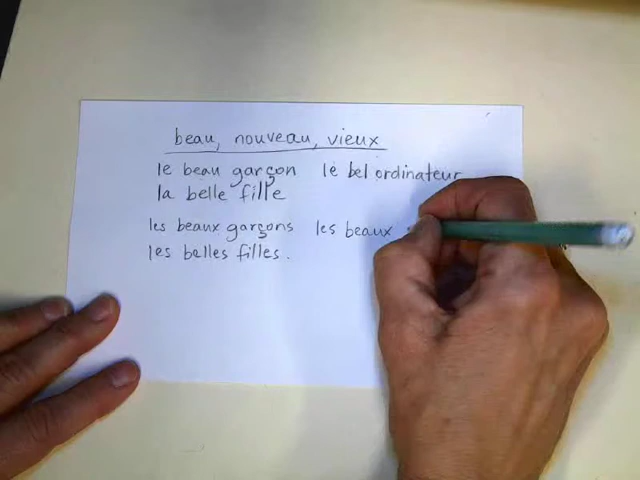 beau, nouveau, vieux
le beau garçon le bel ordinateur
la belle fille
les beaux garçons les beaux
les belles filles.